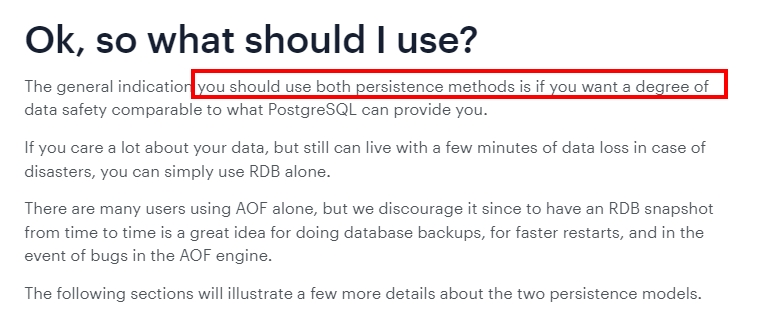 Ok, so what should I use?
The general indication you should use both persistence methods is if you want a degree of
data safety comparable to what PostgreSQL can provide you.
If you care a lot about your data, but still can live with a few minutes of data loss in case of
disasters, you can simply use RDB alone.
There are many users using AOF alone, but we discourage it since to have an RDB snapshot
from time to time is a great idea for doing database backups, for faster restarts, and in the
event of bugs in the AOF engine.
The following sections will illustrate a few more details about the two persistence models.